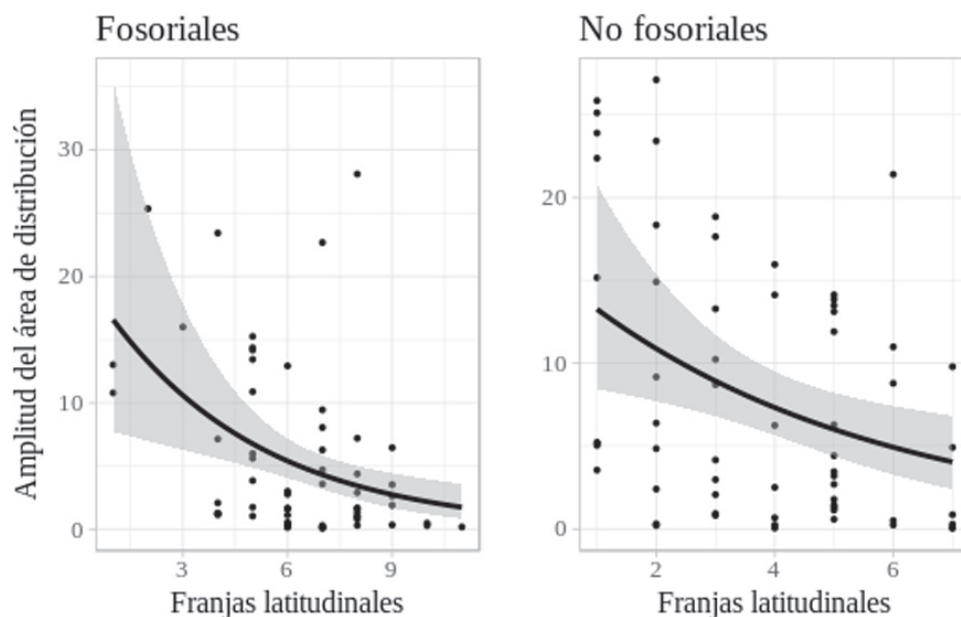 Fosoriales
No fosoriales
Amplitud del área de distribución
30
20
10
0
3 6 9
Franjas latitudinales
20
10
0
2 4 6
Franjas latitudinales